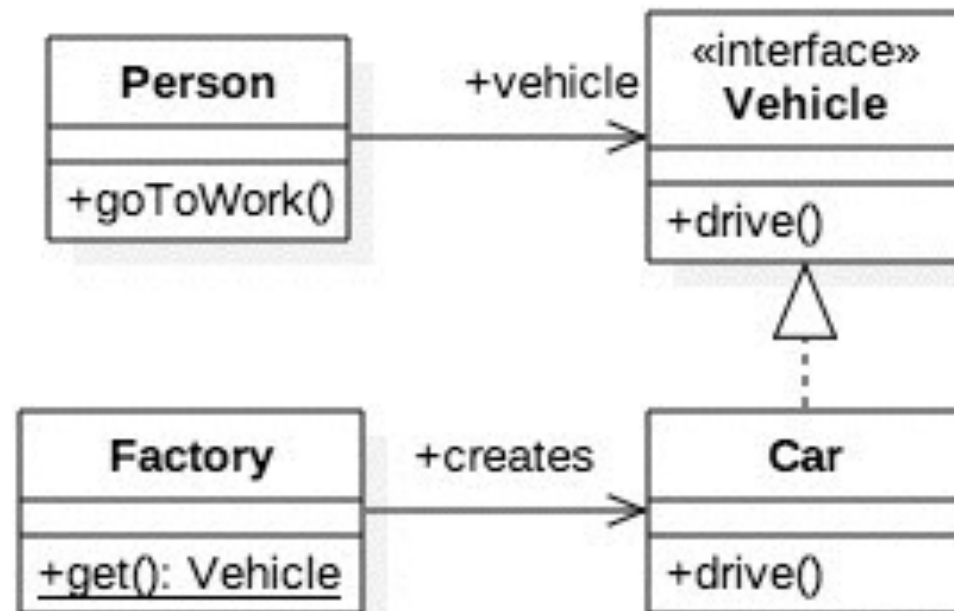 Person
+goToWork()
+vehicle
«interface»
Vehicle
+drive()
Factory
+get(): Vehicle
+creates
Car
+drive()